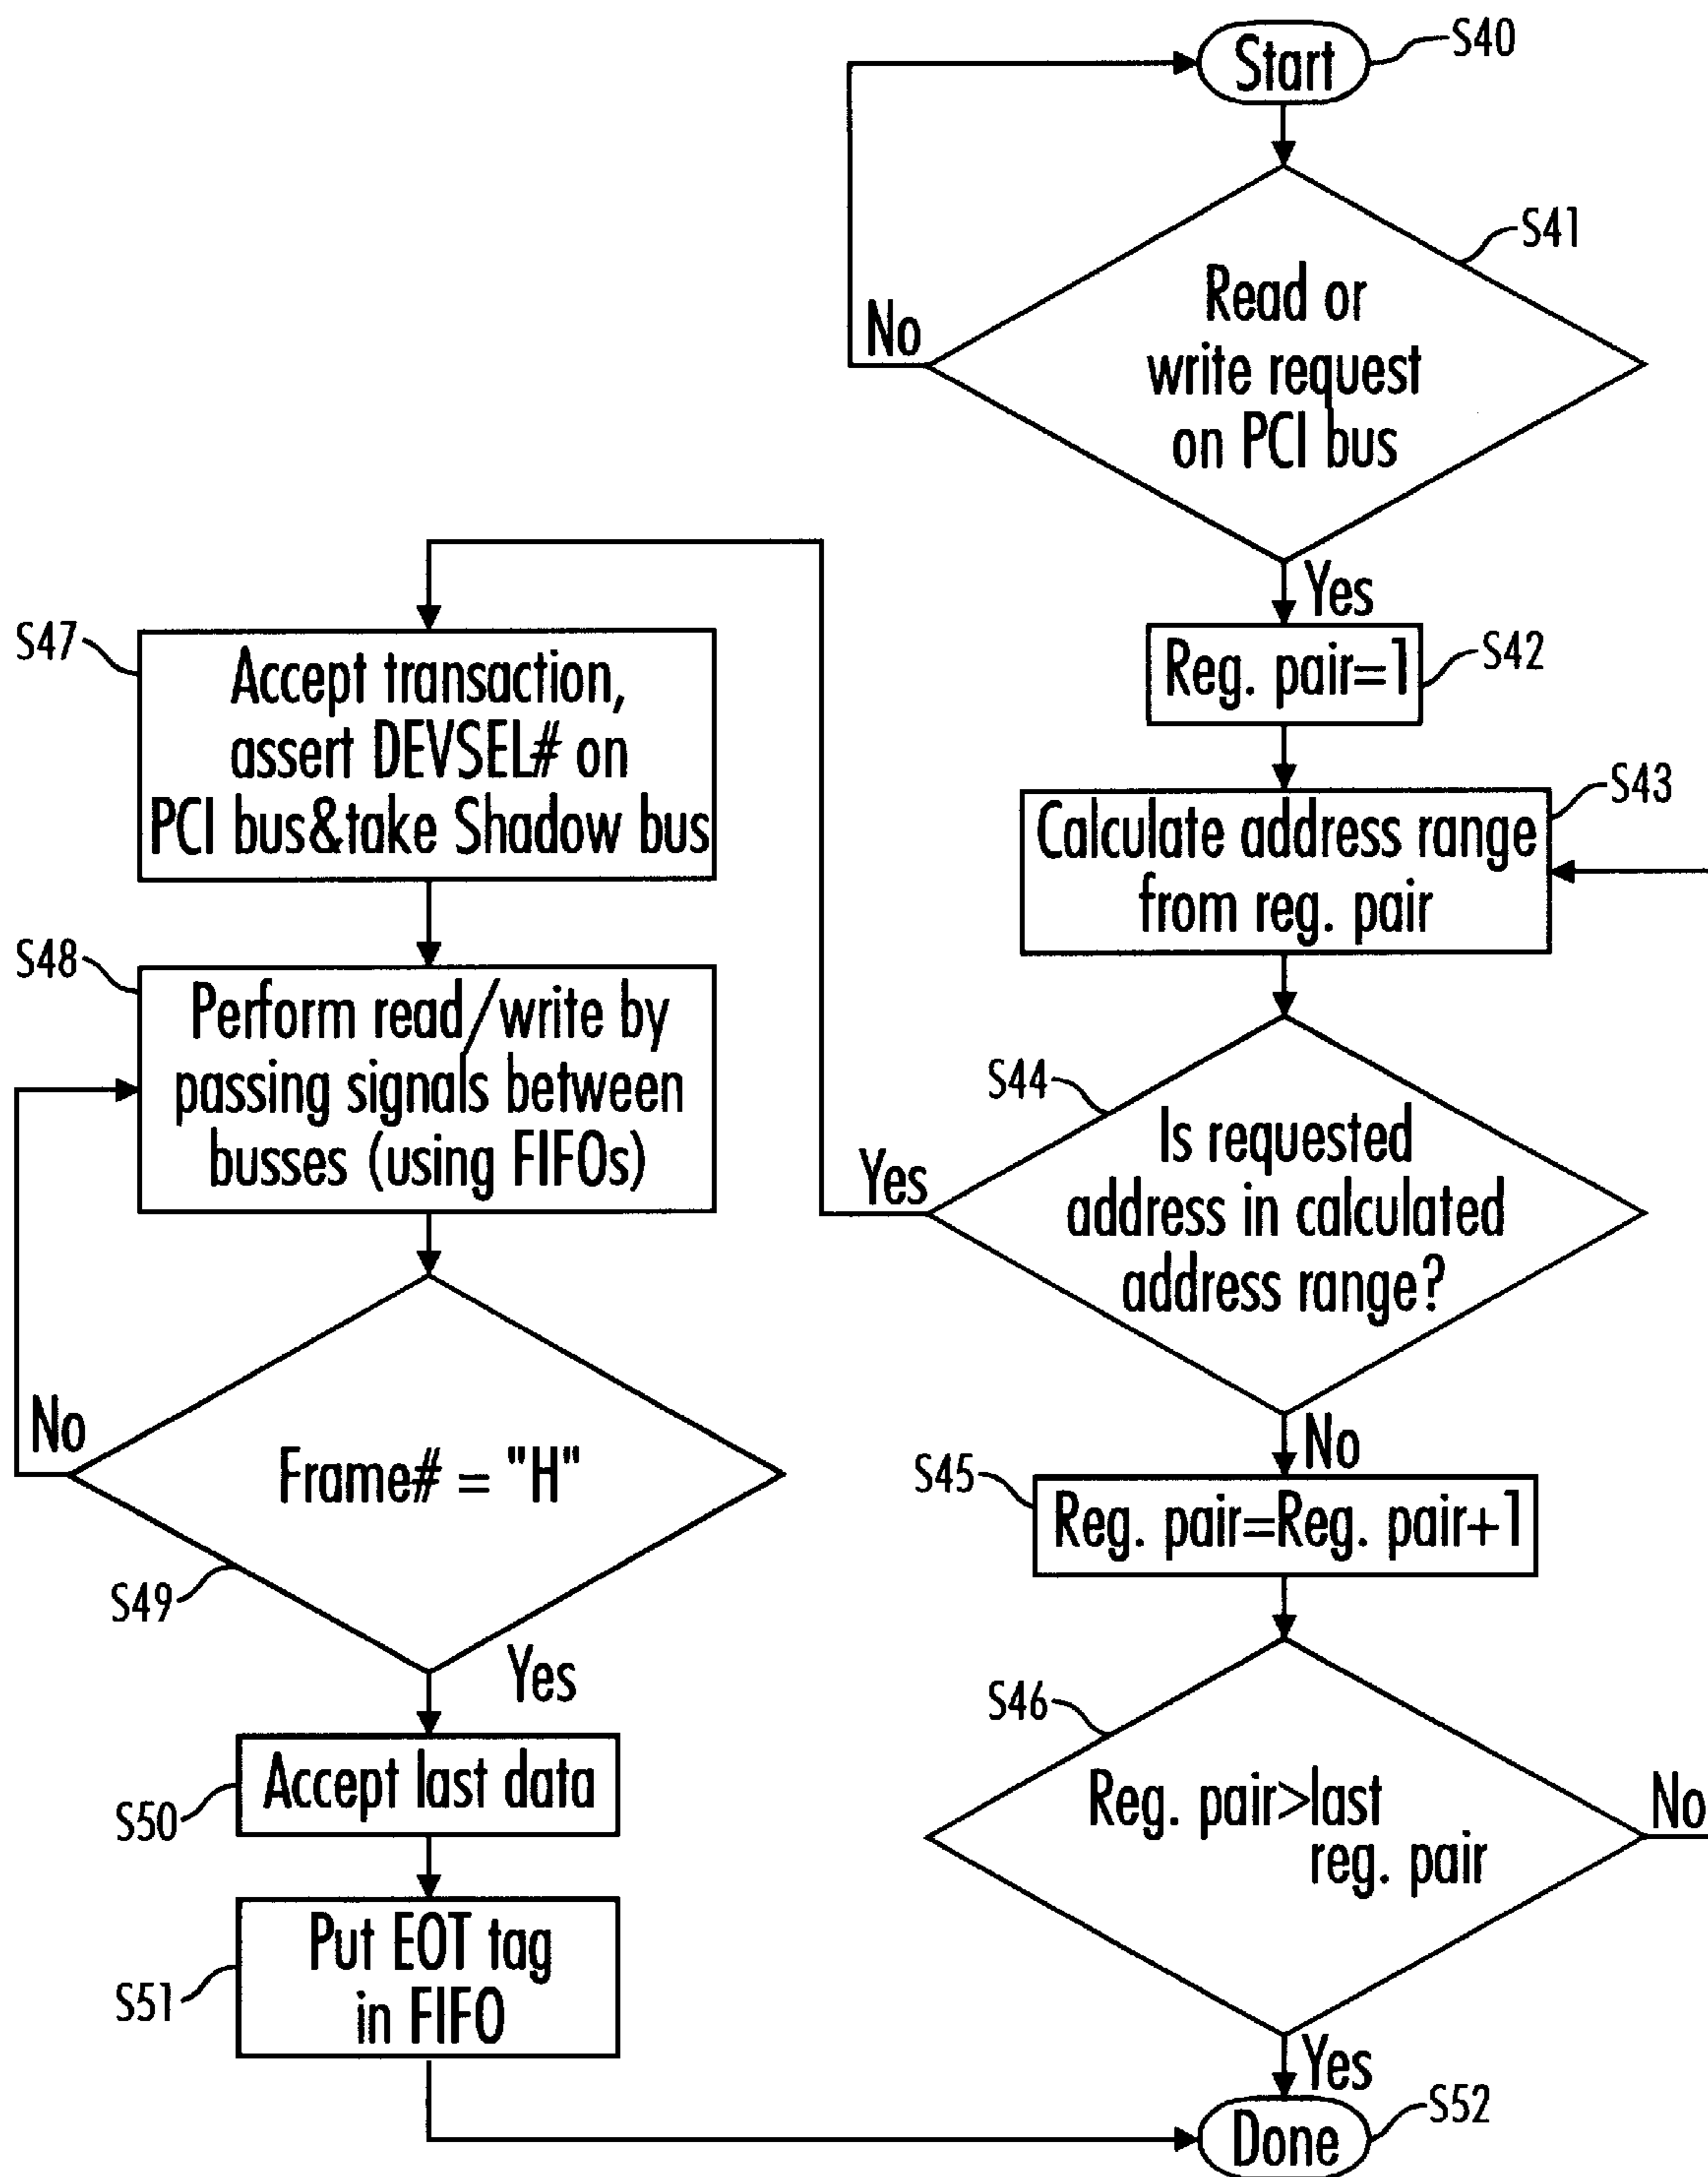 Start
S40
S41
Read or
write request
on PCI bus
No
Yes
Reg. pair=1
S42
S43
Calculate address range
from reg. pair
S44
Is requested
address in calculated
address range?
Yes
No
S45
Reg. pair=Reg. pair+1
S46
Reg. pair>last
reg. pair
No
Yes
S47
Accept transaction,
assert DEVSEL# on
PCI bus&take Shadow bus
S48
Perform read/write by
passing signals between
busses (using FIFOs)
No
Frame# = "H"
S49
Yes
Accept last data
S50
Put EOT tag
in FIFO
S51
Done
S52